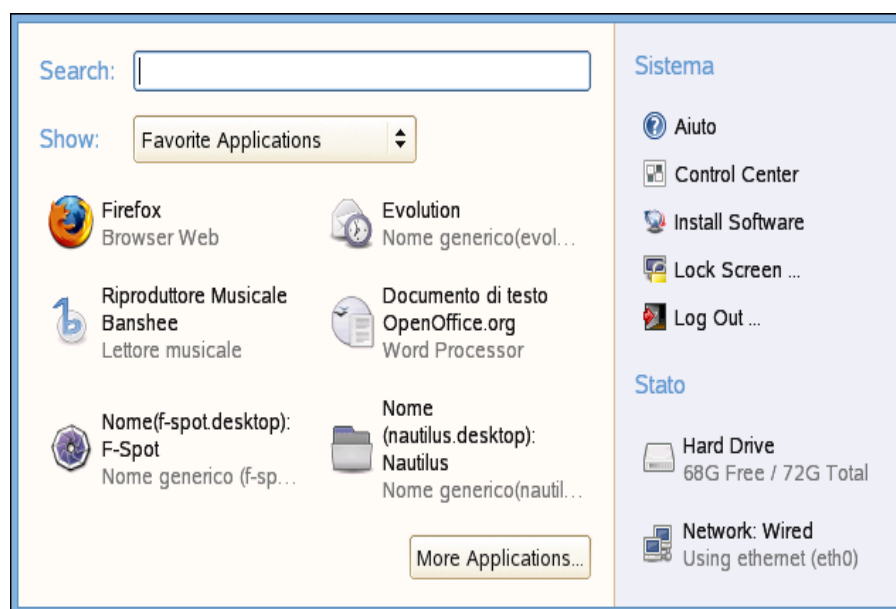 Search:
Show:
Favorite Applications
Firefox
Browser Web
Evolution
Nome generico(evol...
Riproduttore Musicale
Banshee
Lettore musicale
Documento di testo
OpenOffice.org
Word Processor
Nome(f-spot.desktop):
F-Spot
Nome generico (f-sp...
Nome
(nautilus.desktop):
Nautilus
Nome generico(nautil...
More Applications...
Sistema
Aiuto
Control Center
Install Software
Lock Screen ...
Log Out ...
Stato
Hard Drive
68G Free / 72G Total
Network: Wired
Using ethernet (eth0)